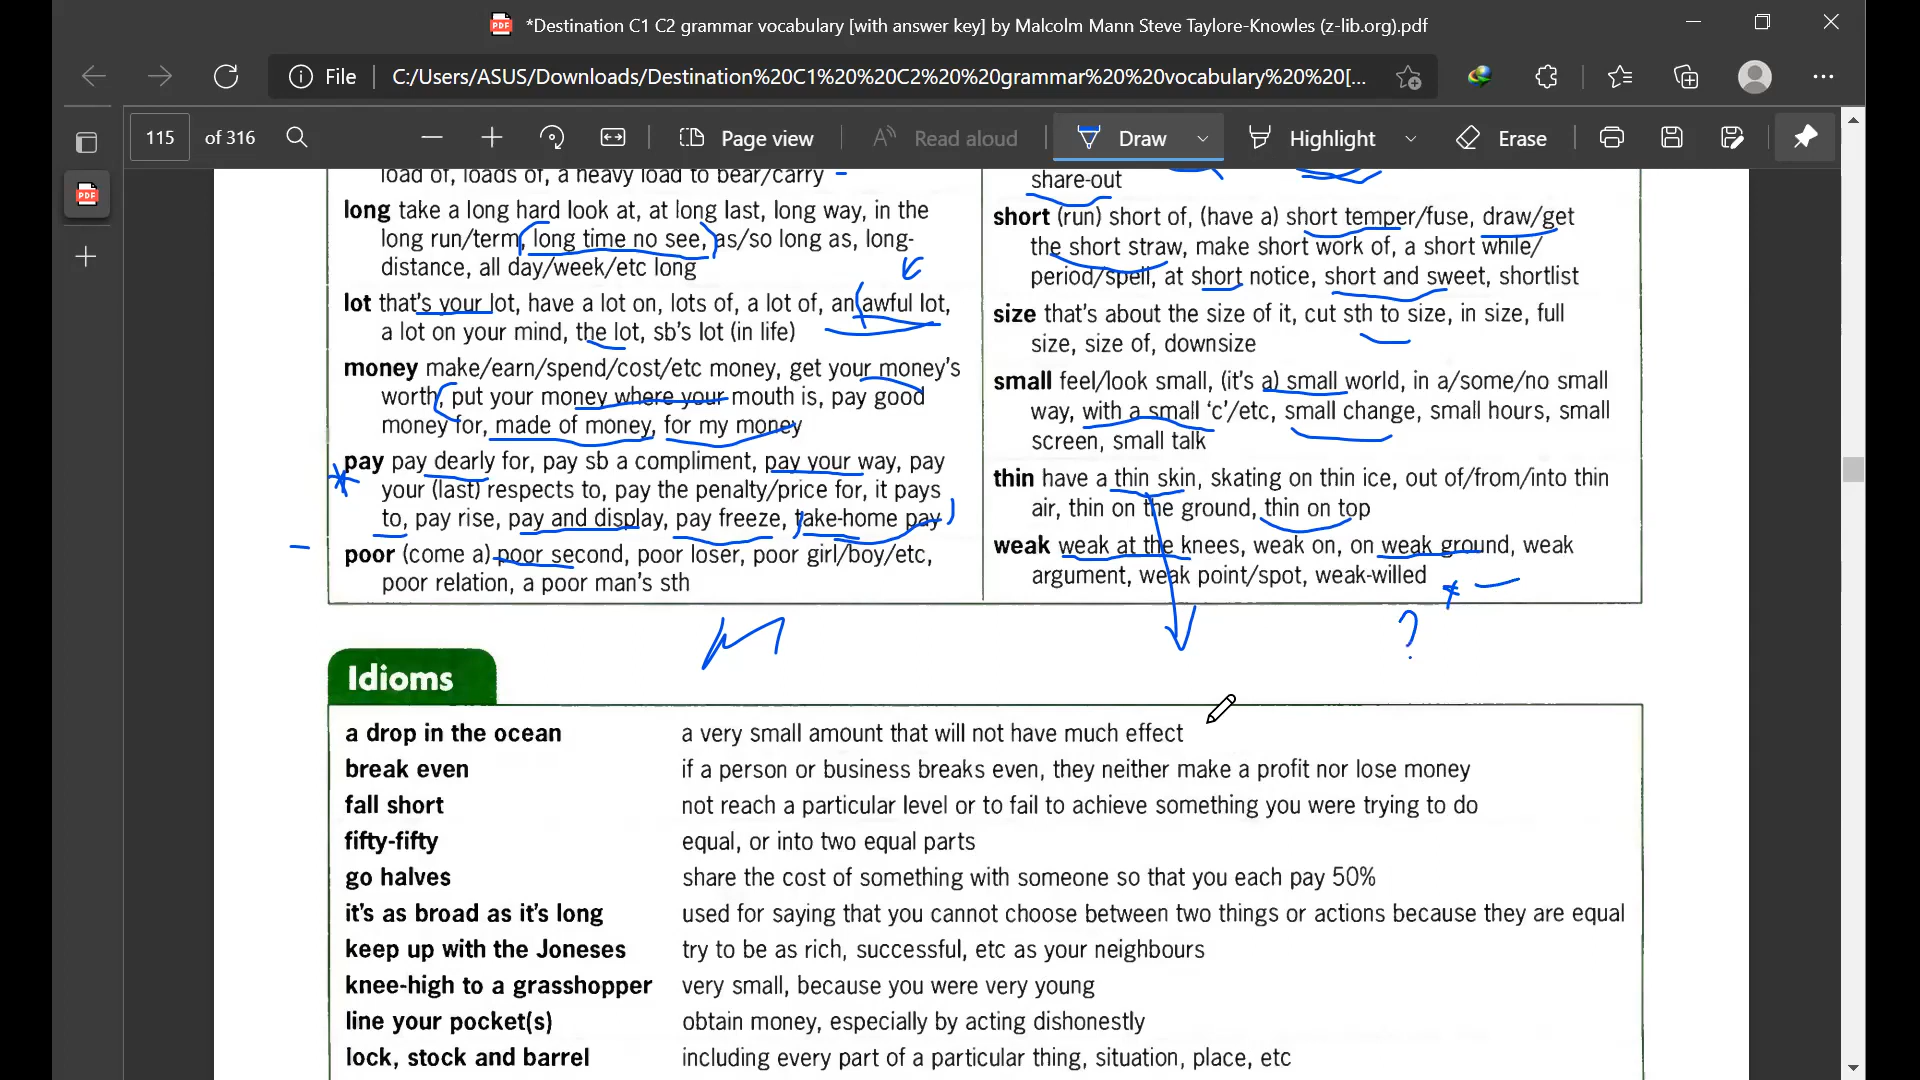 *Destination C1 C2 grammar vocabulary [with answer key] by Malcolm Mann Steve Taylore-Knowles (z-lib.org).pdf
File
C:/Users/ASUS/Downloads/Destination%20C1%20%20C2%20%20grammar%20%20vocabulary%20%20[...
115 of 316
Page view
Read aloud
Draw
Highlight
Erase
load of, loads of, a heavy load to bear/carry
long take a long hard look at, at long last, long way, in the
long run/term, long time no see, as/so long as, long-
distance, all day/week/etc long
lot that's your lot, have a lot on, lots of, a lot of, an awful lot,
a lot on your mind, the lot, sb's lot (in life)
money make/earn/spend/cost/etc money, get your money's
worth, put your money where your mouth is, pay good
money for, made of money, for my money
pay pay dearly for, pay sb a compliment, pay your way, pay
your (last) respects to, pay the penalty/price for, it pays
to, pay rise, pay and display, pay freeze, take-home pay
poor (come a) poor second, poor loser, poor girl/boy/etc,
poor relation, a poor man's sth
share-out
short (run) short of, (have a) short temper/fuse, draw/get
the short straw, make short work of, a short while/
period/spell, at short notice, short and sweet, shortlist
size that's about the size of it, cut sth to size, in size, full
size, size of, downsize
small feel/look small, (it's a) small world, in a/some/no small
way, with a small 'c'/etc, small change, small hours, small
screen, small talk
thin have a thin skin, skating on thin ice, out of/from/into thin
air, thin on the ground, thin on top
weak weak at the knees, weak on, on weak ground, weak
argument, weak point/spot, weak-willed
?
Idioms
a drop in the ocean a very small amount that will not have much effect
break even if a person or business breaks even, they neither make a profit nor lose money
fall short not reach a particular level or to fail to achieve something you were trying to do
fifty-fifty equal, or into two equal parts
go halves share the cost of something with someone so that you each pay 50%
it's as broad as it's long used for saying that you cannot choose between two things or actions because they are equal
keep up with the Joneses try to be as rich, successful, etc as your neighbours
knee-high to a grasshopper very small, because you were very young
line your pocket(s) obtain money, especially by acting dishonestly
lock, stock and barrel including every part of a particular thing, situation, place, etc